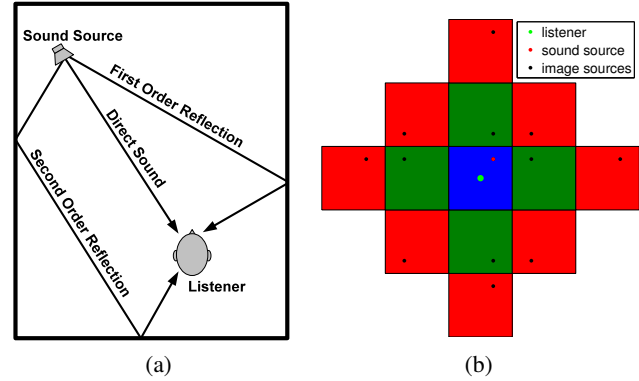 Sound Source
First Order Reflection
Direct Sound
Second Order Reflection
Listener
(a)
listener
sound source
image sources
(b)